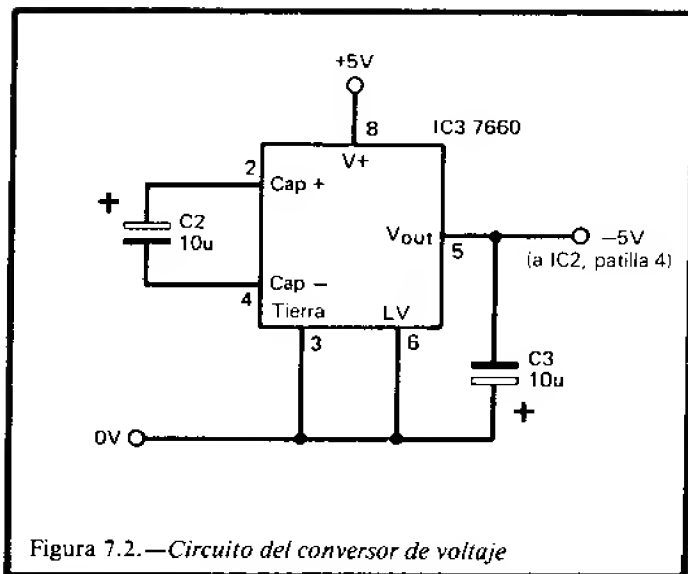 +5V
8
IC3 7660
V+
2
Cap +
+
C2
10u
Vout
5
−5V
(a IC2, patilla 4)
Cap −
4
Tierra
LV
3
6
C3
10u
+
0V
Figura 7.2.—Circuito del conversor de voltaje